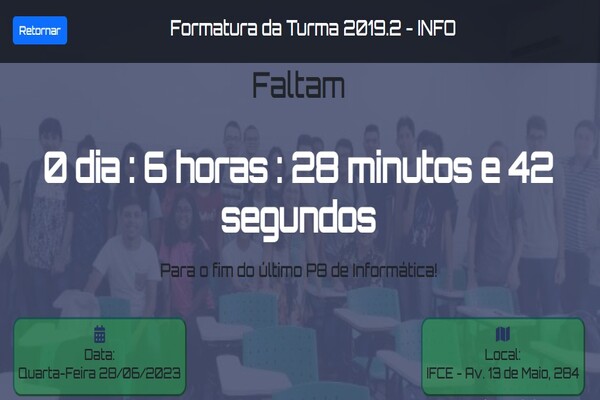 Retornar
Formatura da Turma 2019.2 - INFO
Faltam
0 dia : 6 horas : 28 minutos e 42
segundos
Para o fim do último P8 de Informática!
Data:
Quarta-Feira 28/06/2023
Local:
IFCE - Av. 13 de Maio, 284